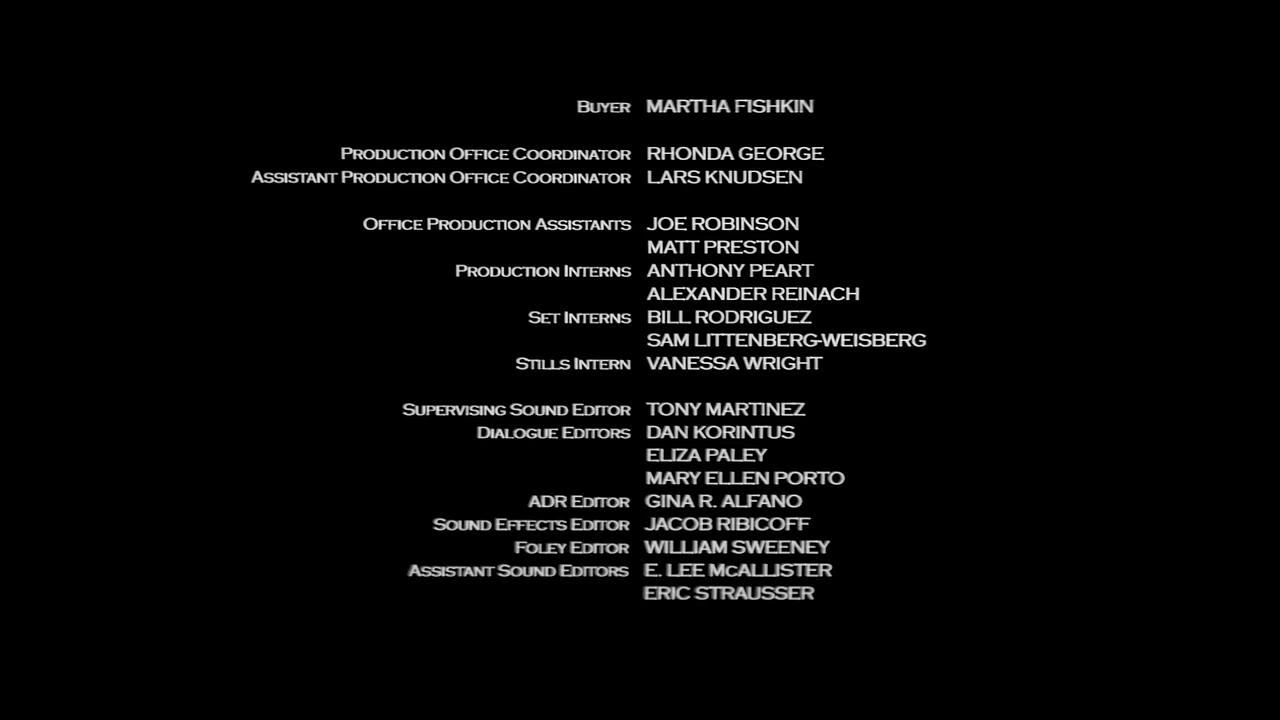 Buyer MARTHA FISHKIN
Production Office Coordinator RHONDA GEORGE
Assistant Production Office Coordinator LARS KNUDSEN
Office Production Assistants JOE ROBINSON
MATT PRESTON
Production Interns ANTHONY PEART
ALEXANDER REINACH
Set Interns BILL RODRIGUEZ
SAM LITTENBERG-WEISBERG
Stills Intern VANESSA WRIGHT
Supervising Sound Editor TONY MARTINEZ
Dialogue Editors DAN KORINTUS
ELIZA PALEY
MARY ELLEN PORTO
ADR Editor GINA R. ALFANO
Sound Effects Editor JACOB RIBICOFF
Foley Editor WILLIAM SWEENEY
Assistant Sound Editors E. LEE McALLISTER
ERIC STRAUSSER